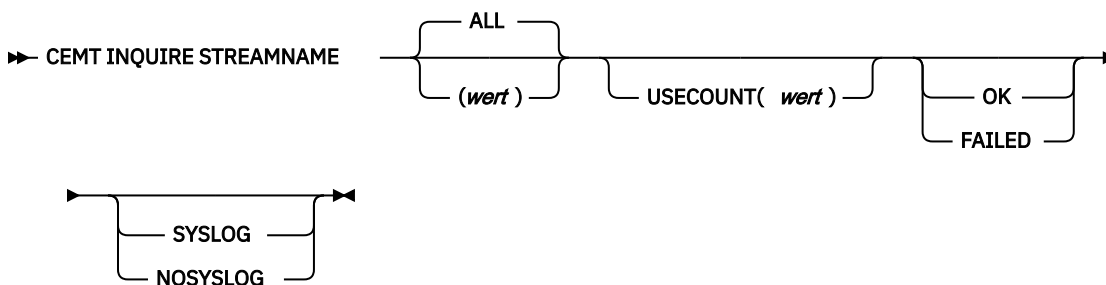 ALL
CEMT INQUIRE STREAMNAME
(wert )
USECOUNT( wert )
OK
FAILED
SYSLOG
NOSYSLOG